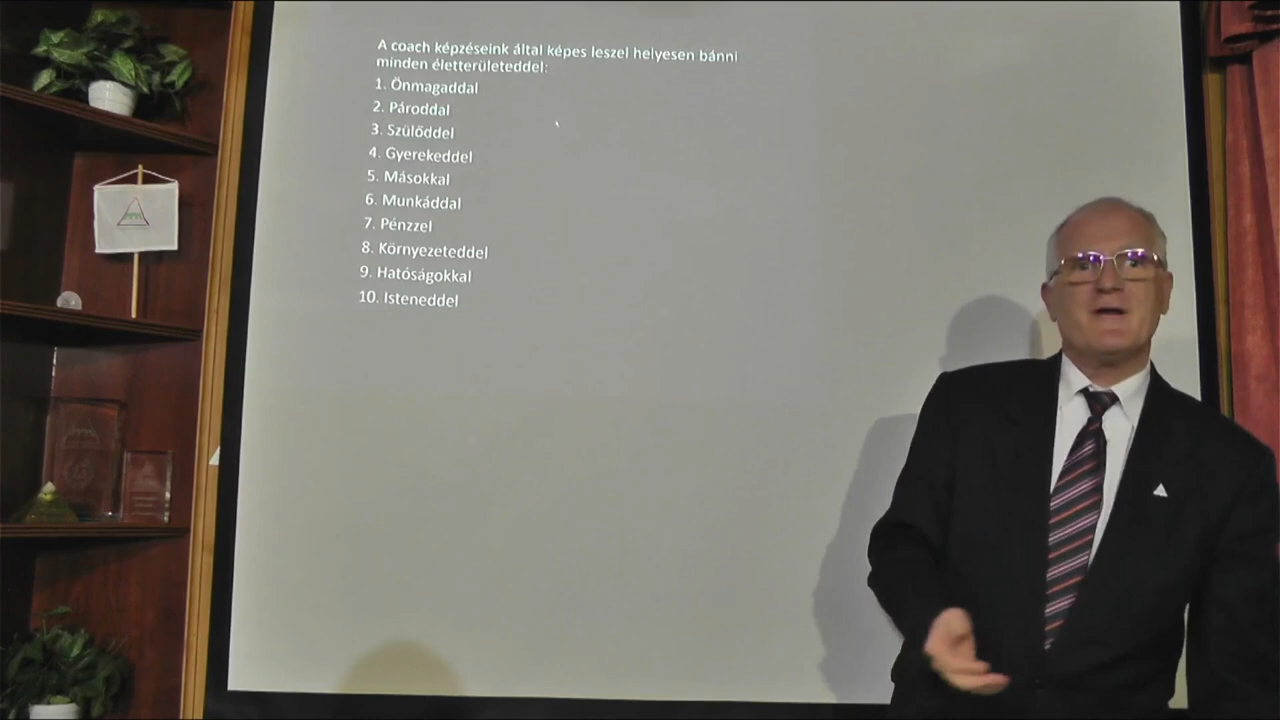 A coach képzéseink által képes leszel helyesen bánni
minden életterületeddel:
1. Önmagaddal
2. Pároddal
3. Szülőddel
4. Gyerekeddel
5. Másokkal
6. Munkáddal
7. Pénzzel
8. Környezeteddel
9. Hatóságokkal
10. Isteneddel